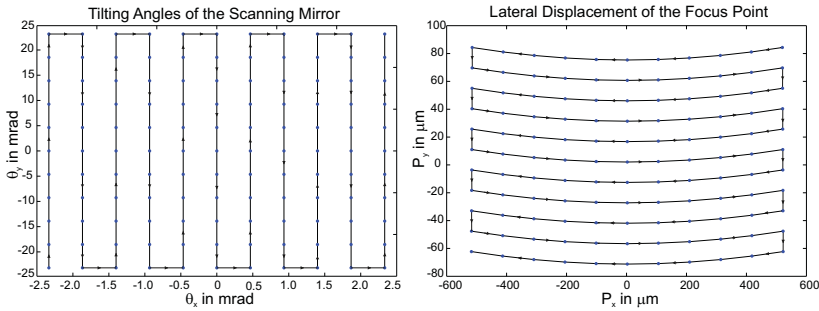 Tilting Angles of the Scanning Mirror
25
20
15
10
5
0
-5
-10
-15
-20
-25
θy in mrad
-2.5 -2.0 -1.5 -1.0 -0.5 0 0.5 1.0 1.5 2.0 2.5
θx in mrad
Lateral Displacement of the Focus Point
100
80
60
40
20
0
-20
-40
-60
-80
Py in μm
-600 -400 -200 0 200 400 600
Px in μm